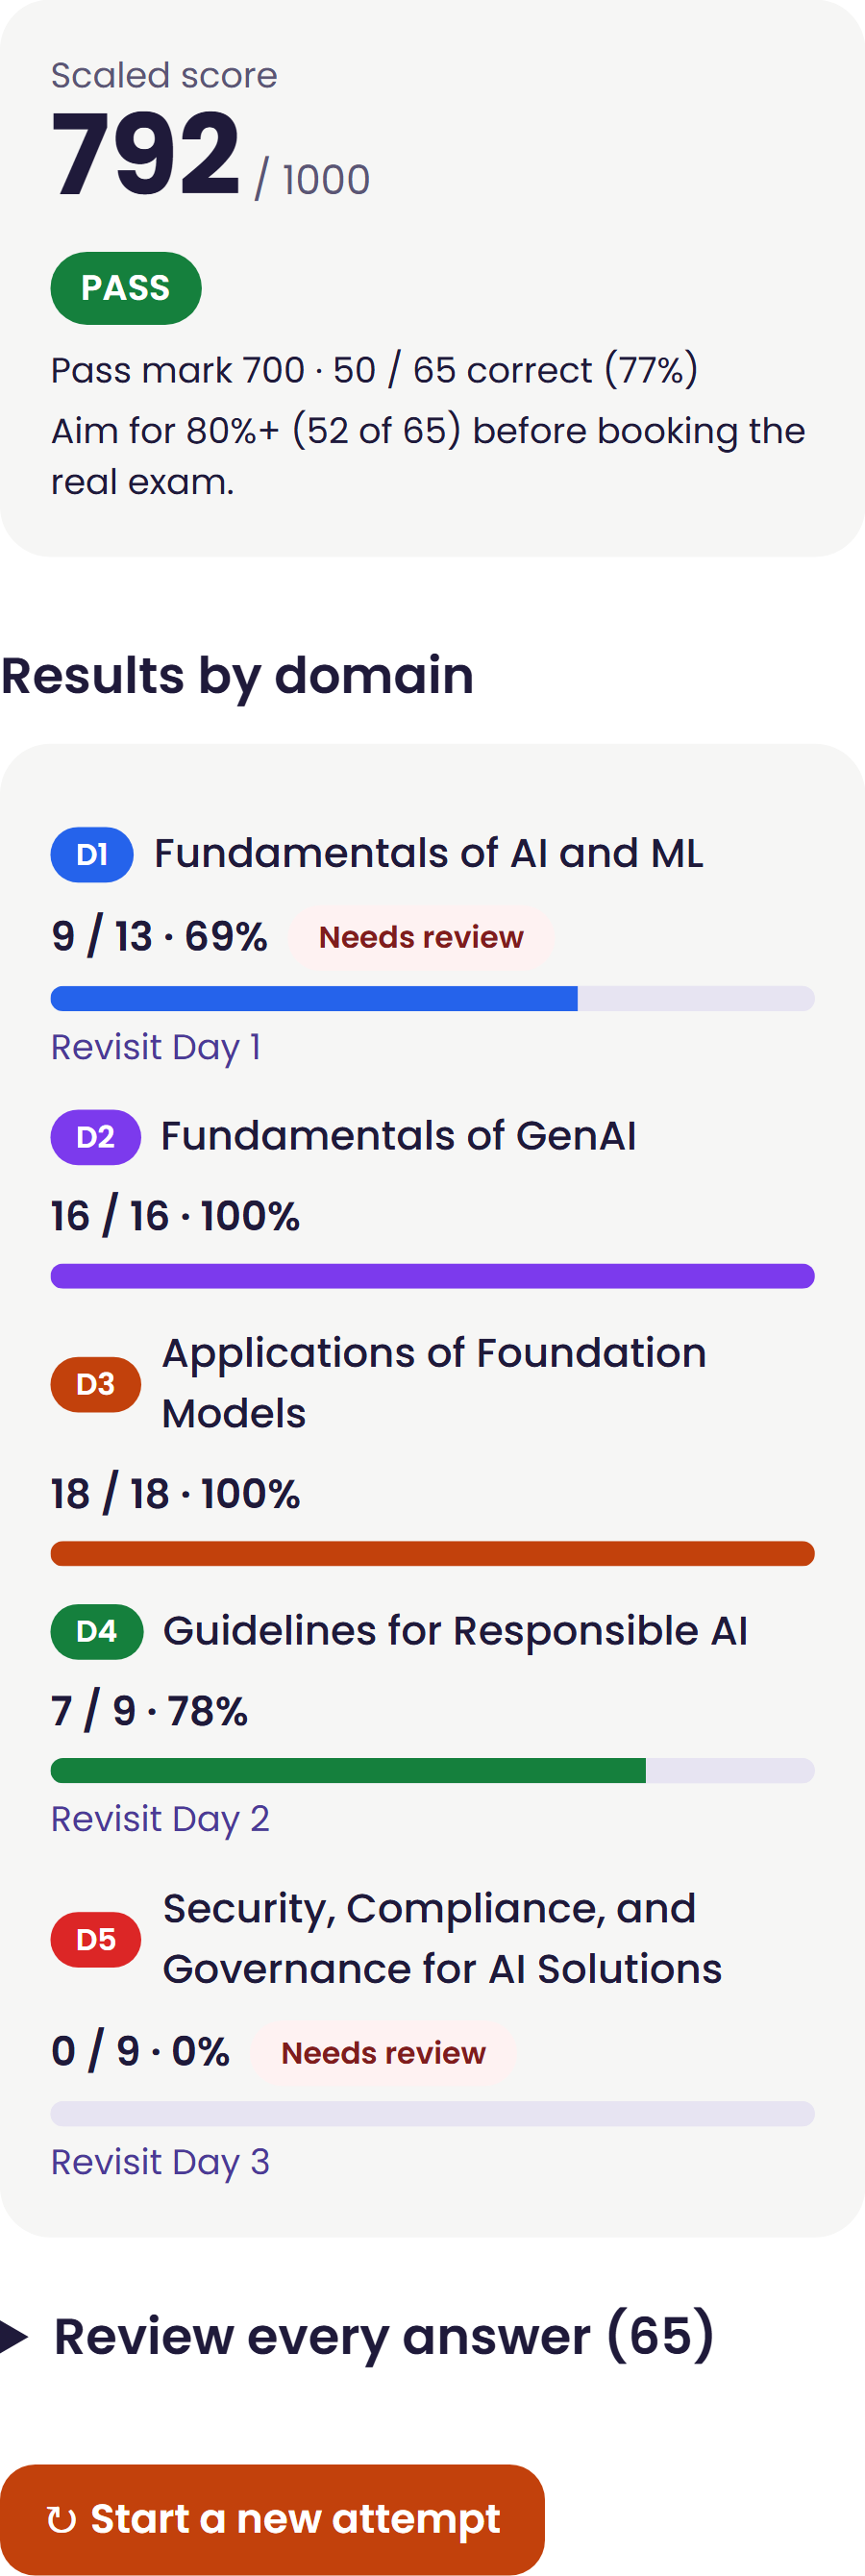 Scaled score
792 / 1000
PASS
Pass mark 700 · 50 / 65 correct (77%)
Aim for 80%+ (52 of 65) before booking the
real exam.
Results by domain
D1 Fundamentals of AI and ML
9 / 13 · 69% Needs review
Revisit Day 1
D2 Fundamentals of GenAI
16 / 16 · 100%
D3 Applications of Foundation
Models
18 / 18 · 100%
D4 Guidelines for Responsible AI
7 / 9 · 78%
Revisit Day 2
D5 Security, Compliance, and
Governance for AI Solutions
0 / 9 · 0% Needs review
Revisit Day 3
▶ Review every answer (65)
↻ Start a new attempt